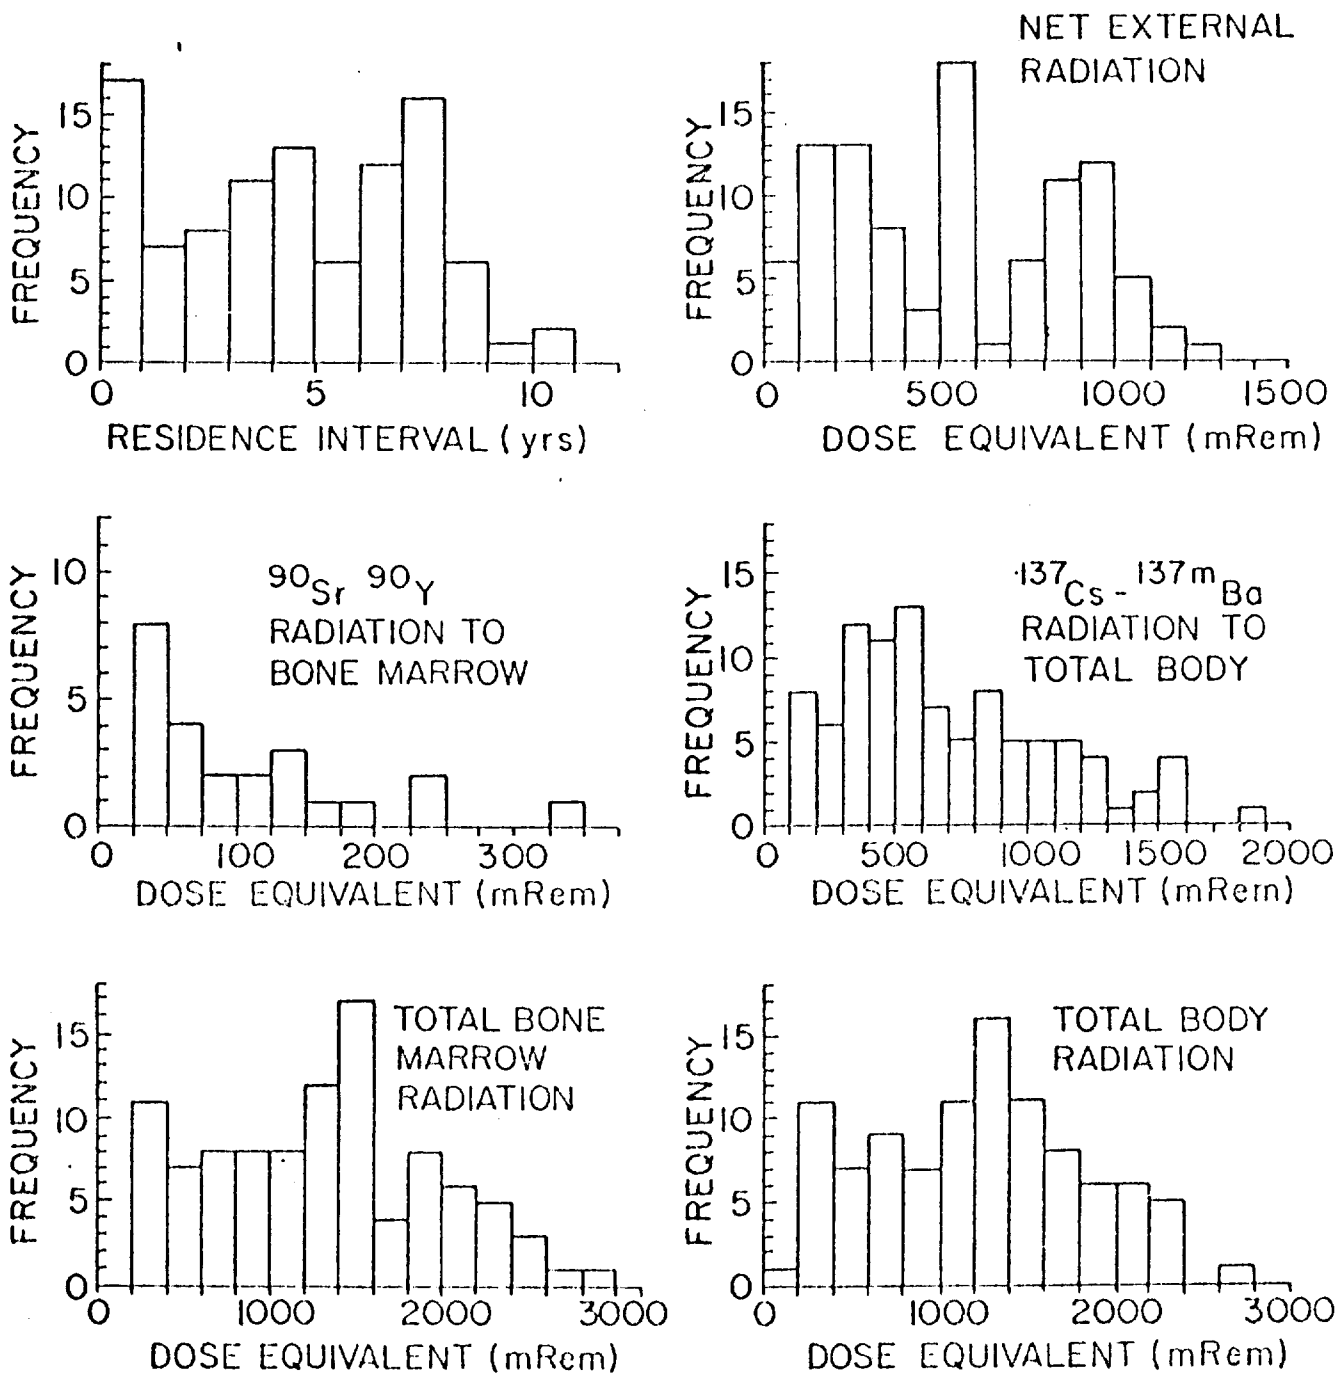 FREQUENCY
15
10
5
0
0 5 10
RESIDENCE INTERVAL (yrs)
NET EXTERNAL
RADIATION
FREQUENCY
15
10
5
0
0 500 1000 1500
DOSE EQUIVALENT (mRem)
FREQUENCY
10
5
0
90Sr 90Y
RADIATION TO
BONE MARROW
0 100 200 300
DOSE EQUIVALENT (mRem)
FREQUENCY
15
10
5
0
137Cs - 137mBa
RADIATION TO
TOTAL BODY
0 500 1000 1500 2000
DOSE EQUIVALENT (mRem)
FREQUENCY
15
10
5
0
TOTAL BONE
MARROW
RADIATION
0 1000 2000 3000
DOSE EQUIVALENT (mRem)
FREQUENCY
15
10
5
0
TOTAL BODY
RADIATION
0 1000 2000 3000
DOSE EQUIVALENT (mRem)